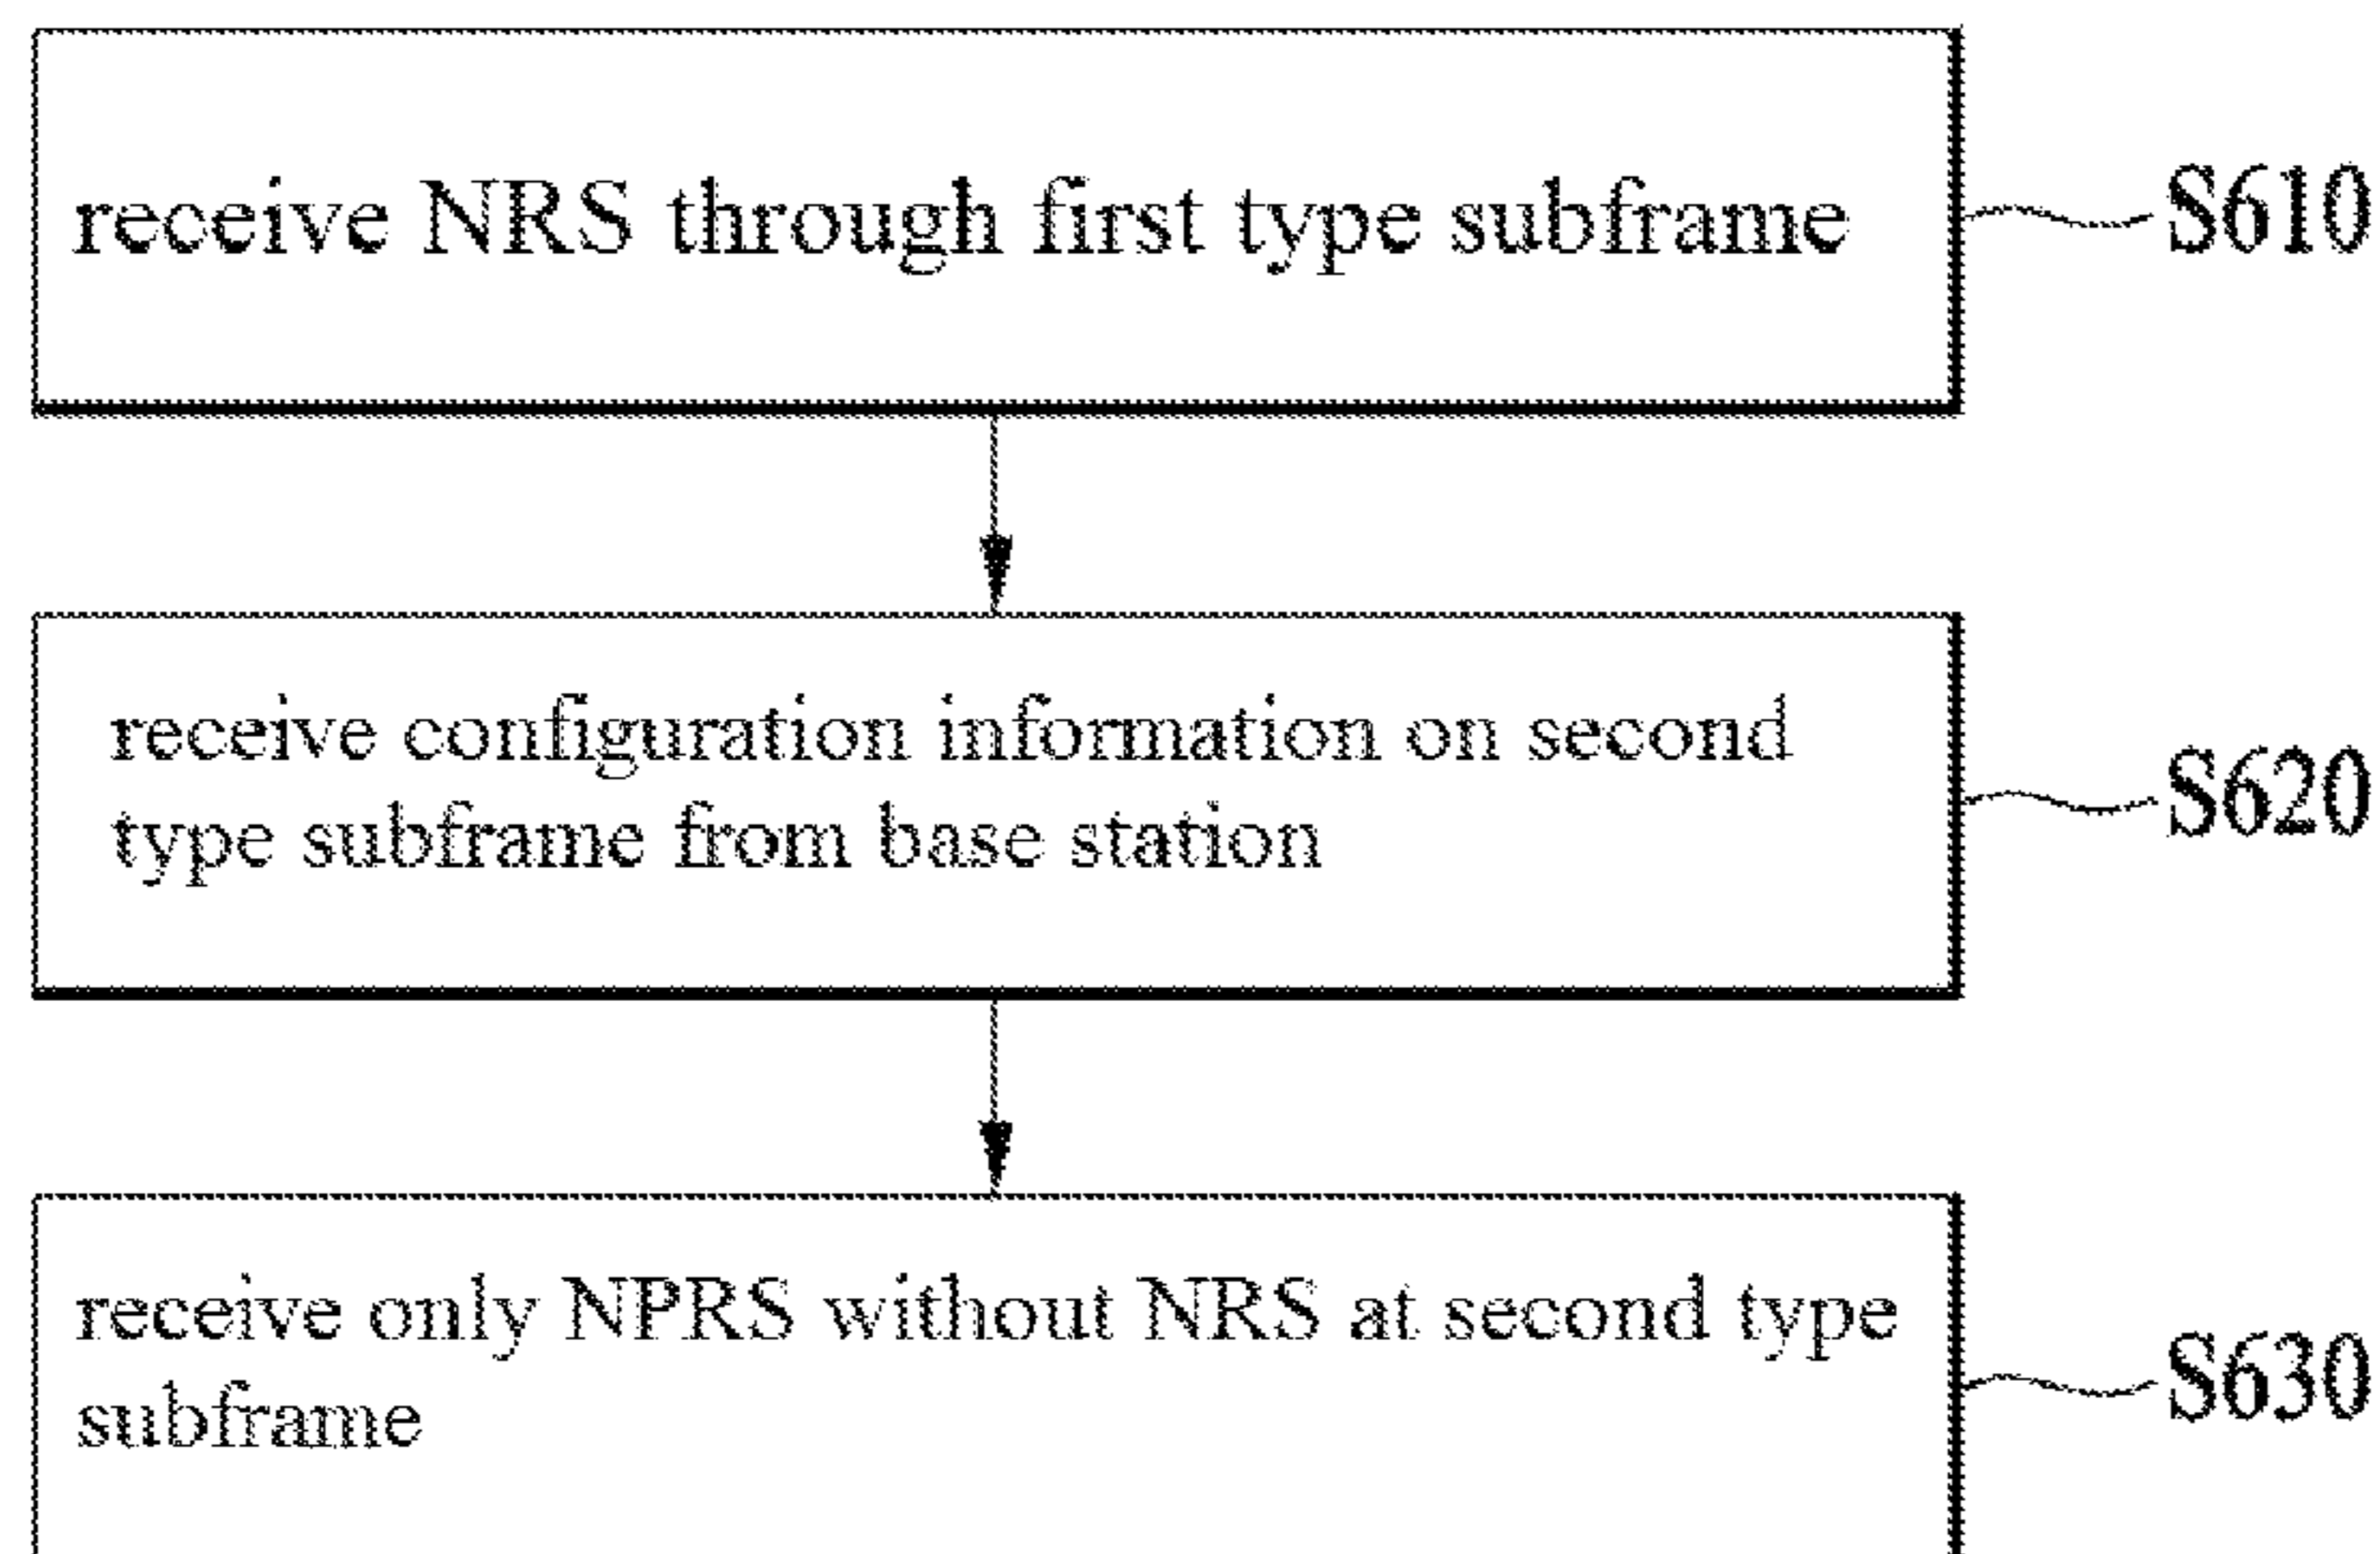 receive NRS through first type subframe
S610
receive configuration information on second
type subframe from base station
S620
receive only NPRS without NRS at second type
subframe
S630